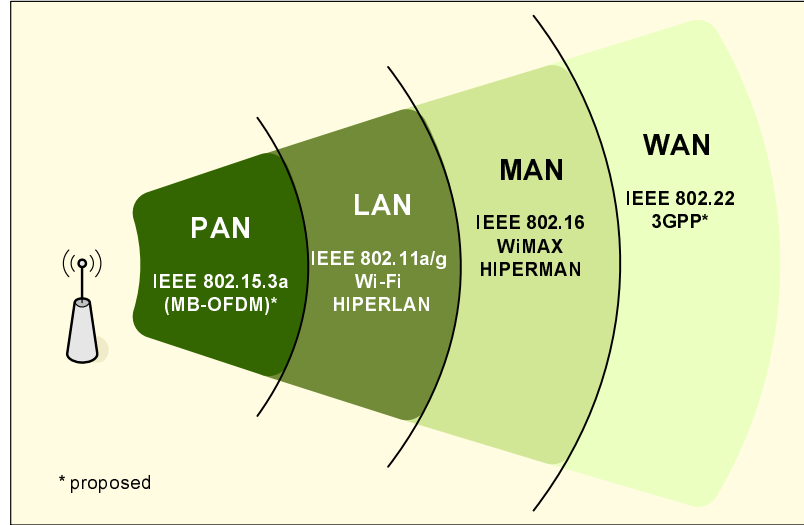 PAN
IEEE 802.15.3a
(MB-OFDM)*
LAN
IEEE 802.11a/g
Wi-Fi
HIPERLAN
MAN
IEEE 802.16
WiMAX
HIPERMAN
WAN
IEEE 802.22
3GPP*
* proposed